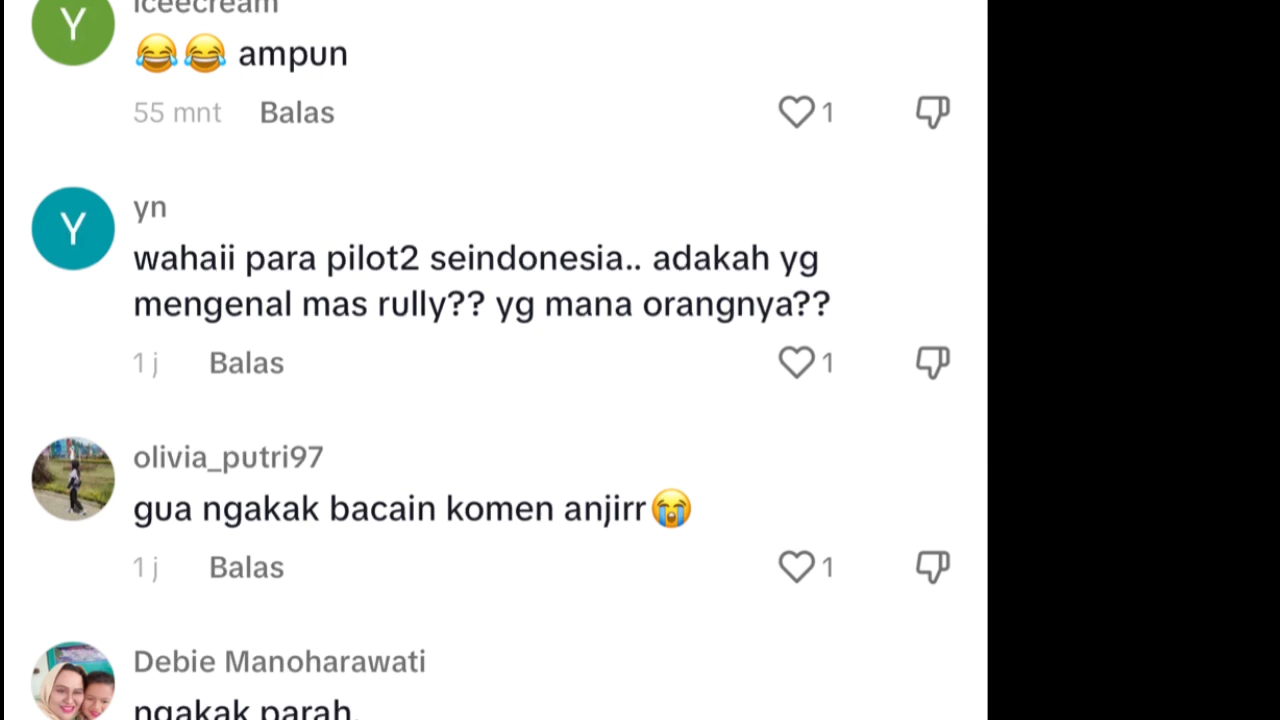 iceecream
😂😂 ampun
55 mnt Balas 1
Y
yn
wahaii para pilot2 seindonesia.. adakah yg
mengenal mas rully?? yg mana orangnya??
1 j Balas 1
olivia_putri97
gua ngakak bacain komen anjirr😭
1 j Balas 1
Debie Manoharawati
ngakak parah.